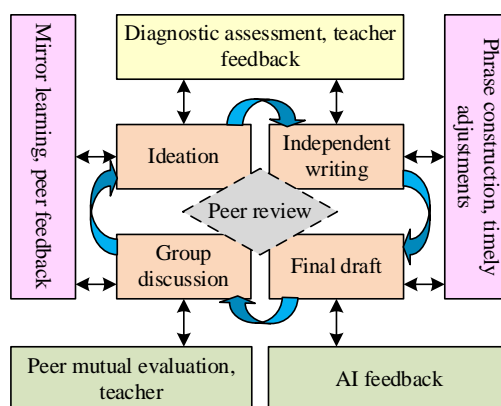 Diagnostic assessment, teacher
feedback
Mirror learning, peer feedback
Ideation
Independent
writing
Phrase construction, timely
adjustments
Peer review
Group
discussion
Final draft
Peer mutual evaluation,
teacher
AI feedback